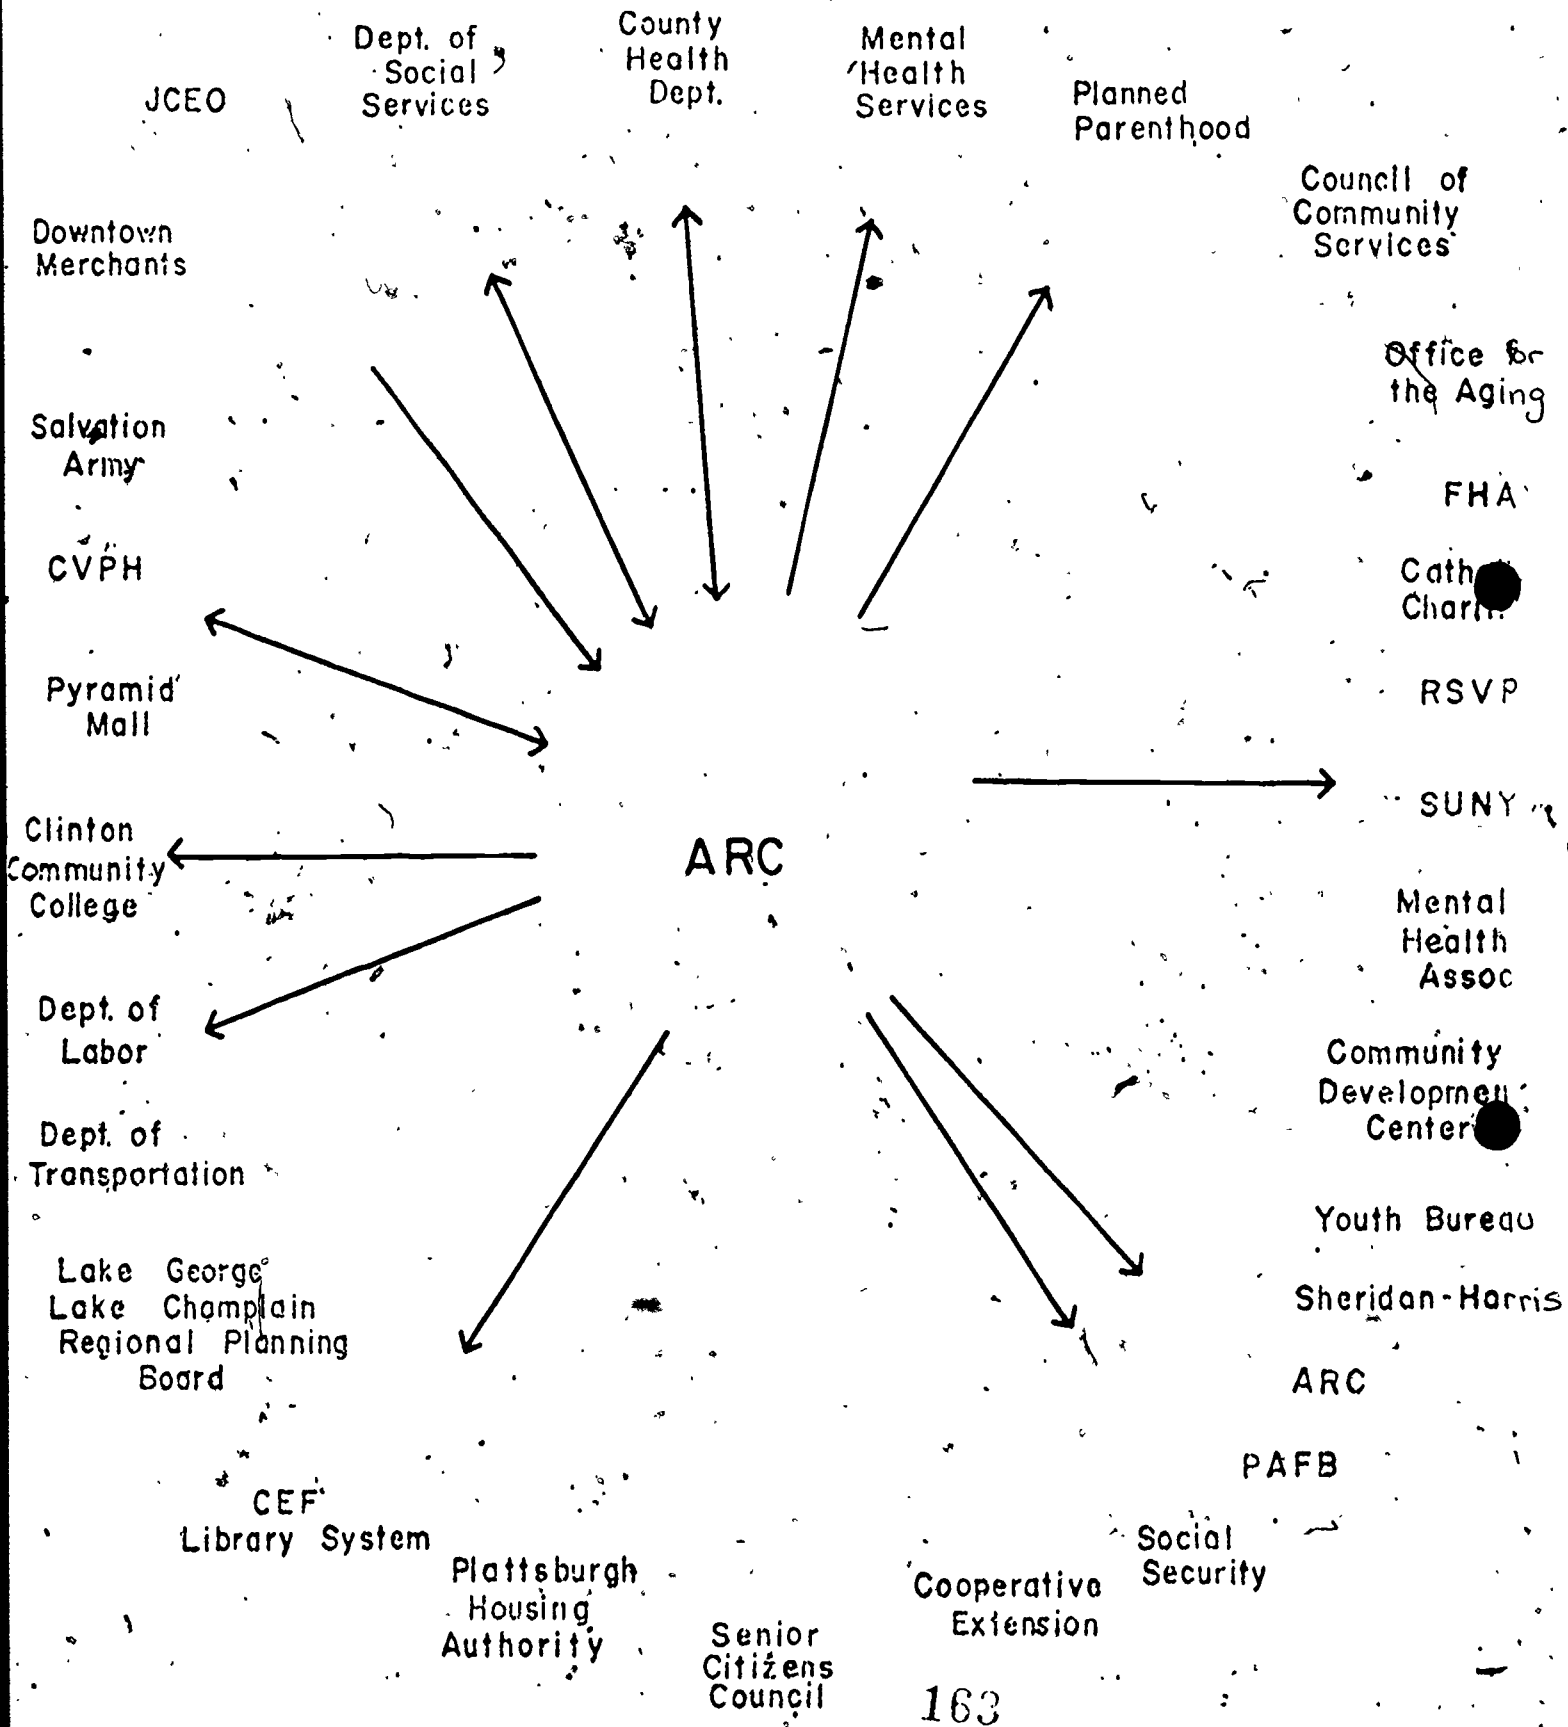 JCEO
Dept. of
Social
Services
County
Health
Dept.
Mental
Health
Services
Planned
Parenthood
Council of
Community
Services
Downtown
Merchants
Office for
the Aging
Salvation
Army
FHA
CVPH
Pyramid
Mall
RSVP
SUNY
Clinton
Community
College
ARC
Mental
Health
Assoc
Dept. of
Labor
Community
Center
Dept. of
Transportation
Youth Bureau
Lake George
Lake Champlain
Regional Planning
Board
Sheridan-Harris
ARC
PAFB
CEF
Library System
Social
Security
Plattsburgh
Housing
Authority
Cooperative
Extension
Senior
Citizens
Council
163